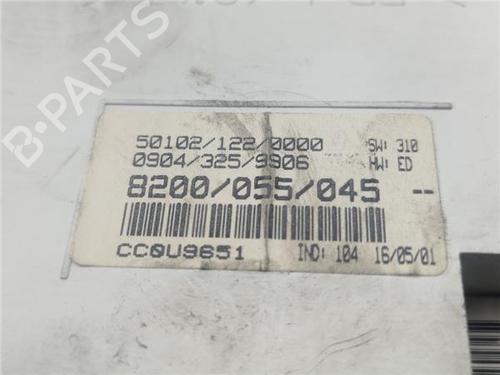 50102/122/0000 SW: 310
0904/325/9906 HW: ED
8200/055/045 --
CC0U9651 IND: 104 16/05/01
B-PARTS